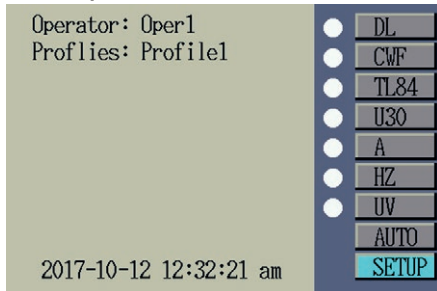 Operator: Oper1
Proflies: Profile1
2017-10-12 12:32:21 am
DL
CWF
TL84
U30
A
HZ
UV
AUTO
SETUP